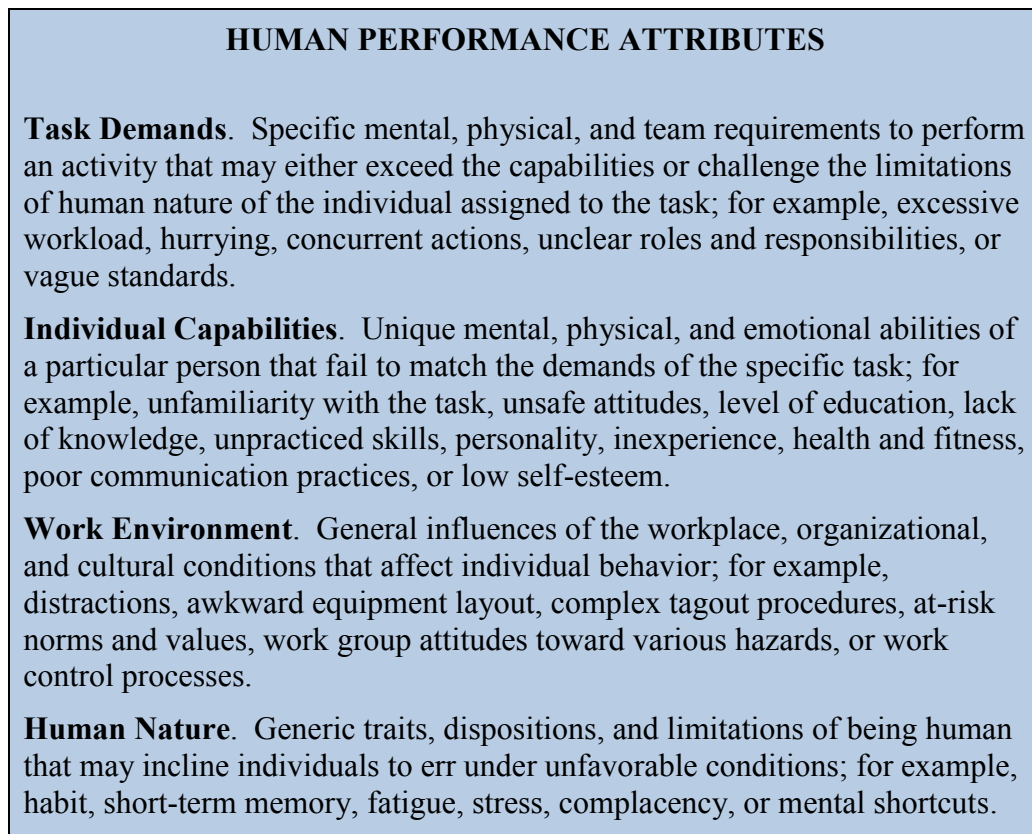 HUMAN PERFORMANCE ATTRIBUTES
Task Demands.  Specific mental, physical, and team requirements to perform
an activity that may either exceed the capabilities or challenge the limitations
of human nature of the individual assigned to the task; for example, excessive
workload, hurrying, concurrent actions, unclear roles and responsibilities, or
vague standards.
Individual Capabilities.  Unique mental, physical, and emotional abilities of
a particular person that fail to match the demands of the specific task; for
example, unfamiliarity with the task, unsafe attitudes, level of education, lack
of knowledge, unpracticed skills, personality, inexperience, health and fitness,
poor communication practices, or low self-esteem.
Work Environment.  General influences of the workplace, organizational,
and cultural conditions that affect individual behavior; for example,
distractions, awkward equipment layout, complex tagout procedures, at-risk
norms and values, work group attitudes toward various hazards, or work
control processes.
Human Nature.  Generic traits, dispositions, and limitations of being human
that may incline individuals to err under unfavorable conditions; for example,
habit, short-term memory, fatigue, stress, complacency, or mental shortcuts.